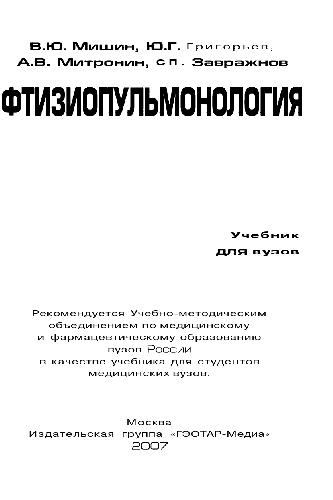 В.Ю. Мишин, Ю.Г. Григорьев,
А.В. Митронин, сп. Завражнов
ФТИЗИОПУЛЬМОНОЛОГИЯ
Учебник
для вузов
Рекомендуется Учебно-методическим
объединением по медицинскому
и фармацевтическому образованию
вузов России
в качестве учебника для студентов
медицинских вузов.
Москва
Издательская группа «ГЭОТАР-Медиа»
2007